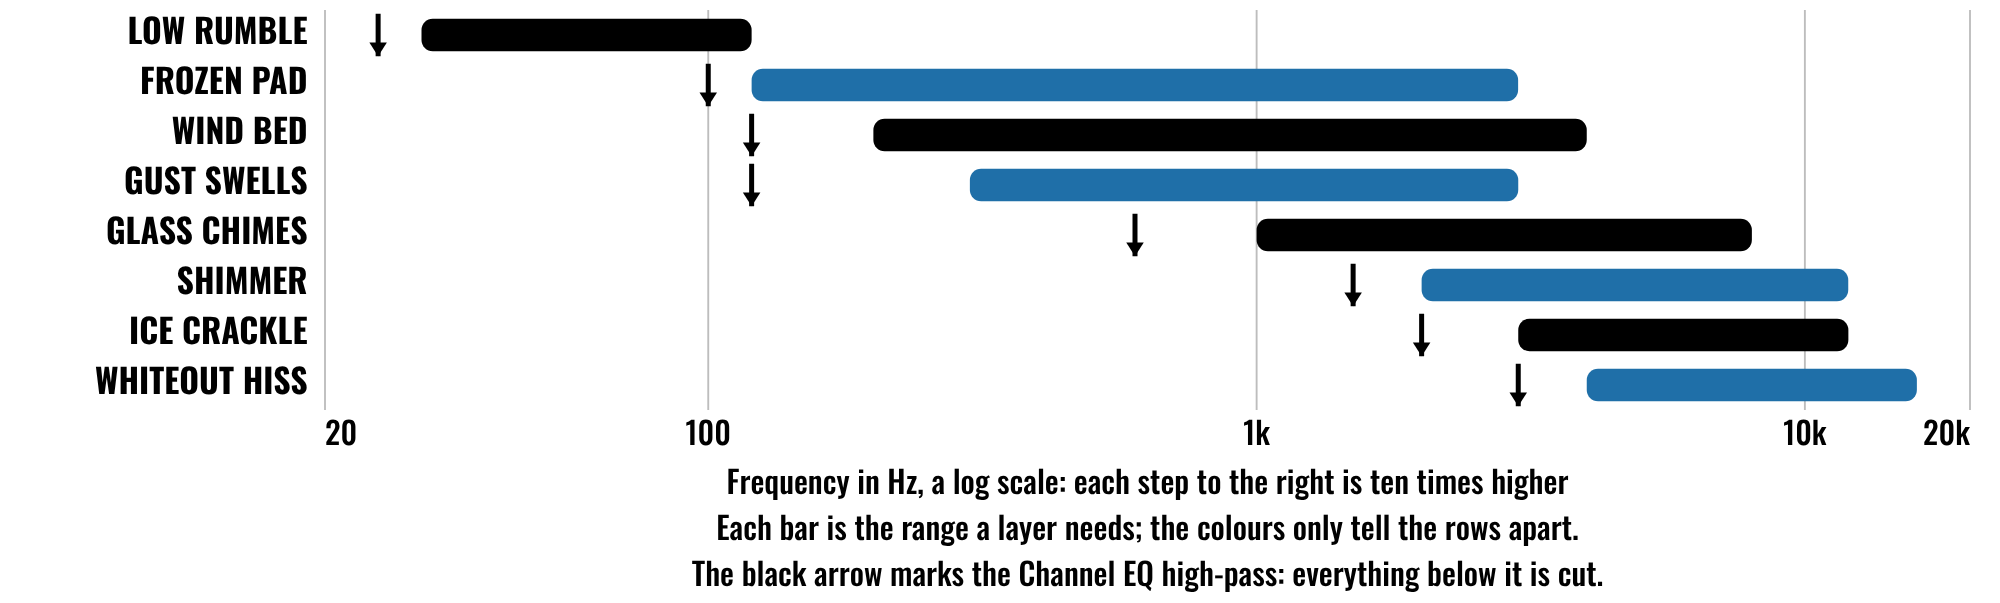 LOW RUMBLE
FROZEN PAD
WIND BED
GUST SWELLS
GLASS CHIMES
SHIMMER
ICE CRACKLE
WHITEOUT HISS
20 100 1k 10k 20k
Frequency in Hz, a log scale: each step to the right is ten times higher
Each bar is the range a layer needs; the colours only tell the rows apart.
The black arrow marks the Channel EQ high-pass: everything below it is cut.